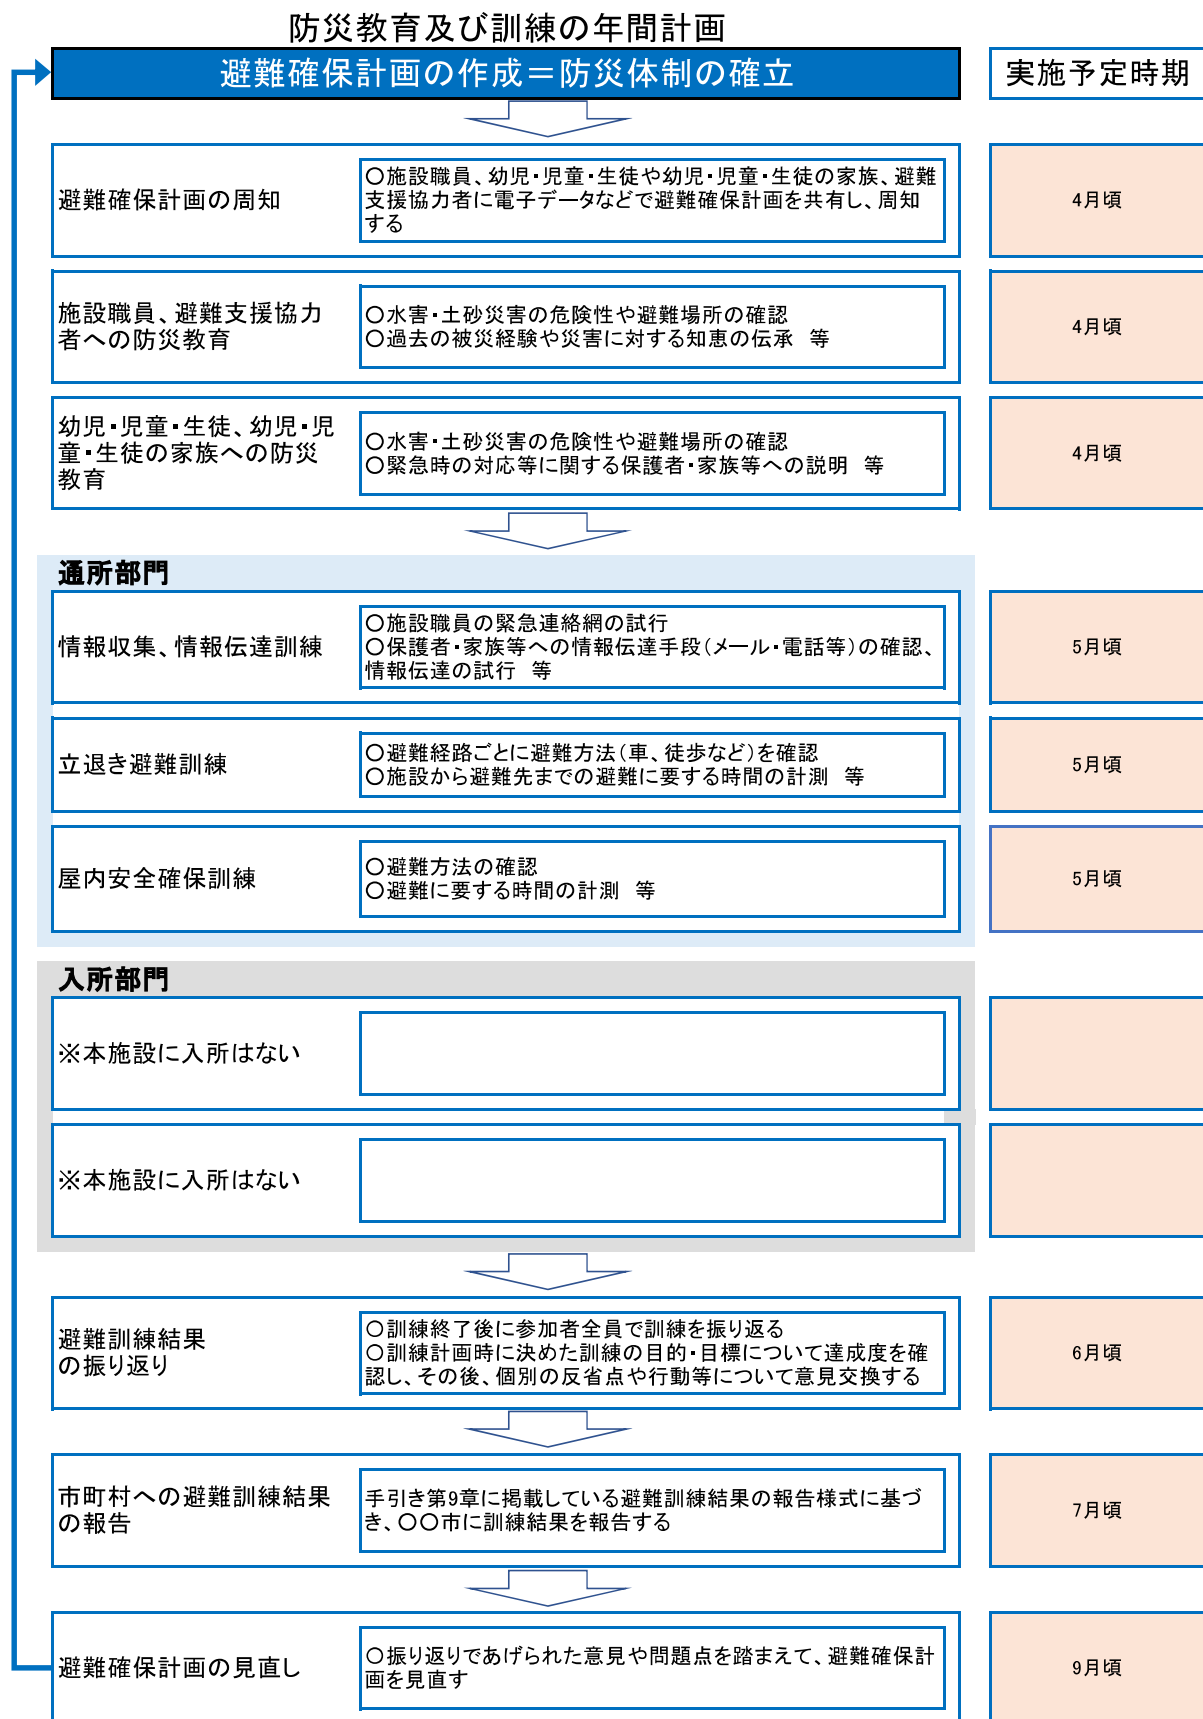 防災教育及び訓練の年間計画
避難確保計画の作成＝防災体制の確立
実施予定時期
避難確保計画の周知
〇施設職員、幼児・児童・生徒や幼児・児童・生徒の家族、避難
支援協力者に電子データなどで避難確保計画を共有し、周知
する
4月頃
施設職員、避難支援協力
者への防災教育
〇水害・土砂災害の危険性や避難場所の確認
〇過去の被災経験や災害に対する知恵の伝承　等
4月頃
幼児・児童・生徒、幼児・児
童・生徒の家族への防災
教育
〇水害・土砂災害の危険性や避難場所の確認
〇緊急時の対応等に関する保護者・家族等への説明　等
4月頃
通所部門
情報収集、情報伝達訓練
〇施設職員の緊急連絡網の試行
〇保護者・家族等への情報伝達手段（メール・電話等）の確認、
情報伝達の試行　等
5月頃
立退き避難訓練
〇避難経路ごとに避難方法（車、徒歩など）を確認
〇施設から避難先までの避難に要する時間の計測　等
5月頃
屋内安全確保訓練
〇避難方法の確認
〇避難に要する時間の計測　等
5月頃
入所部門
※本施設に入所はない
※本施設に入所はない
避難訓練結果
の振り返り
〇訓練終了後に参加者全員で訓練を振り返る
〇訓練計画時に決めた訓練の目的・目標について達成度を確
認し、その後、個別の反省点や行動等について意見交換する
6月頃
市町村への避難訓練結果
の報告
手引き第9章に掲載している避難訓練結果の報告様式に基づ
き、〇〇市に訓練結果を報告する
7月頃
避難確保計画の見直し
〇振り返りであげられた意見や問題点を踏まえて、避難確保計
画を見直す
9月頃